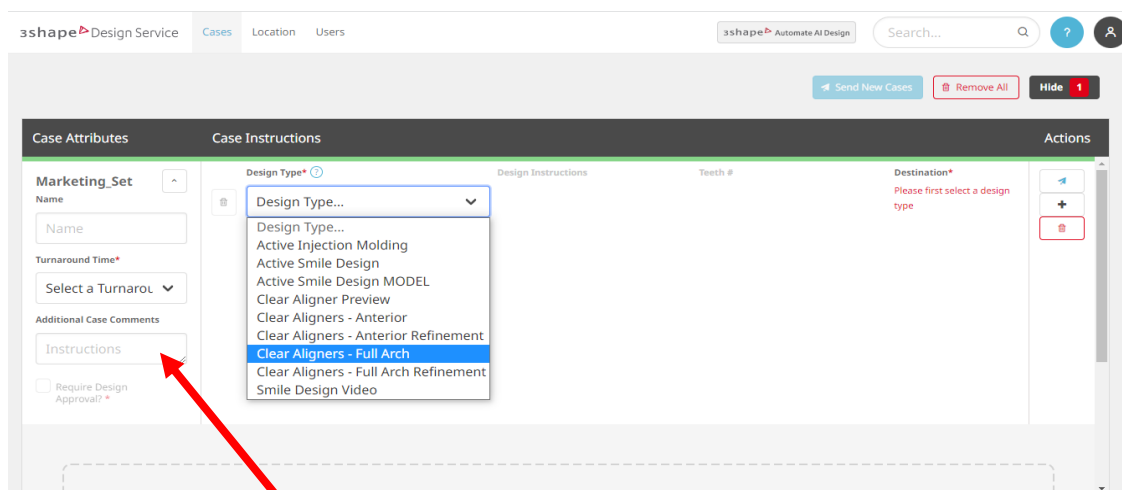 3shape Design Service
Cases
Location
Users
3shape Automate AI Design
Search...
?
Send New Cases
Remove All
Hide 1
Case Attributes
Case Instructions
Actions
Marketing_Set
Name
Name
Turnaround Time*
Select a Turnarou
Additional Case Comments
Instructions
Require Design
Approval? *
Design Type* ?
Design Type...
Design Type...
Active Injection Molding
Active Smile Design
Active Smile Design MODEL
Clear Aligner Preview
Clear Aligners - Anterior
Clear Aligners - Anterior Refinement
Clear Aligners - Full Arch
Clear Aligners - Full Arch Refinement
Smile Design Video
Design Instructions
Teeth #
Destination*
Please first select a design
type